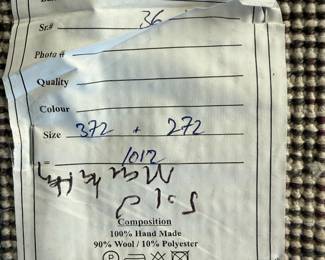 Sr.# 36
Photo #
Quality
Colour
Size 372 + 272
= 1012
Composition
100% Hand Made
90% Wool / 10% Polyester
P